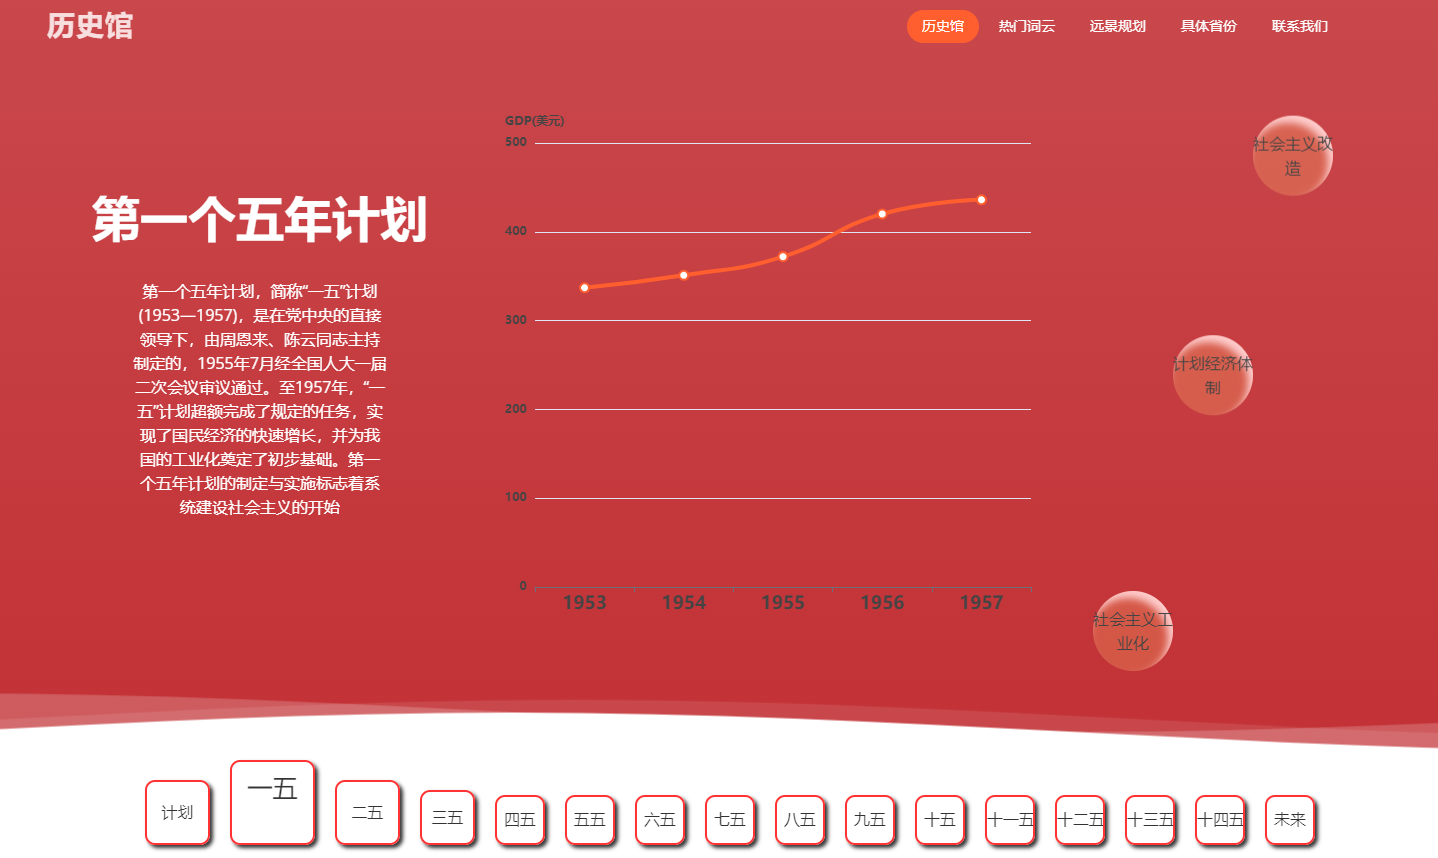 历史馆
历史馆 热门词云 远景规划 具体省份 联系我们
第一个五年计划
第一个五年计划，简称“一五”计划
(1953—1957)，是在党中央的直接
领导下，由周恩来、陈云同志主持
制定的，1955年7月经全国人大一届
二次会议审议通过。至1957年，“一
五”计划超额完成了规定的任务，实
现了国民经济的快速增长，并为我
国的工业化奠定了初步基础。第一
个五年计划的制定与实施标志着系
统建设社会主义的开始
GDP(美元)
500
400
300
200
100
0
1953 1954 1955 1956 1957
社会主义改
造
计划经济体
制
社会主义工
业化
计划 一五 二五 三五 四五 五五 六五 七五 八五 九五 十五 十一五 十二五 十三五 十四五 未来